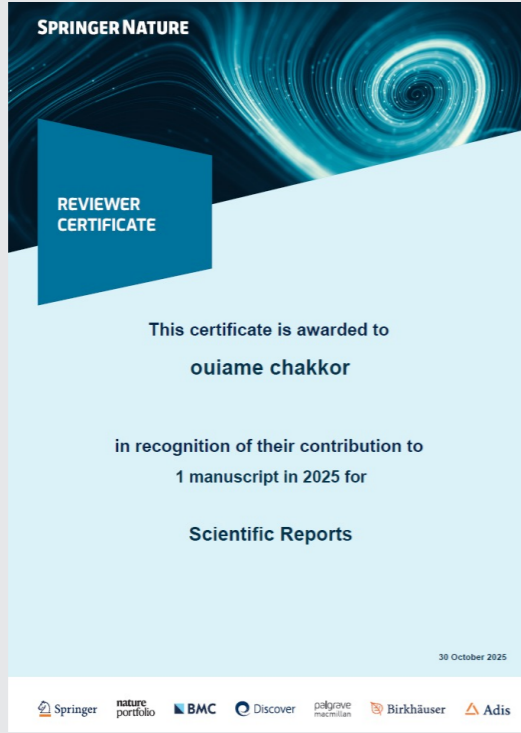 SPRINGER NATURE
REVIEWER
CERTIFICATE
This certificate is awarded to
ouiame chakkor
in recognition of their contribution to
1 manuscript in 2025 for
Scientific Reports
30 October 2025
Springer
nature
portfolio
BMC
Discover
palgrave
macmillan
Birkhäuser
Adis